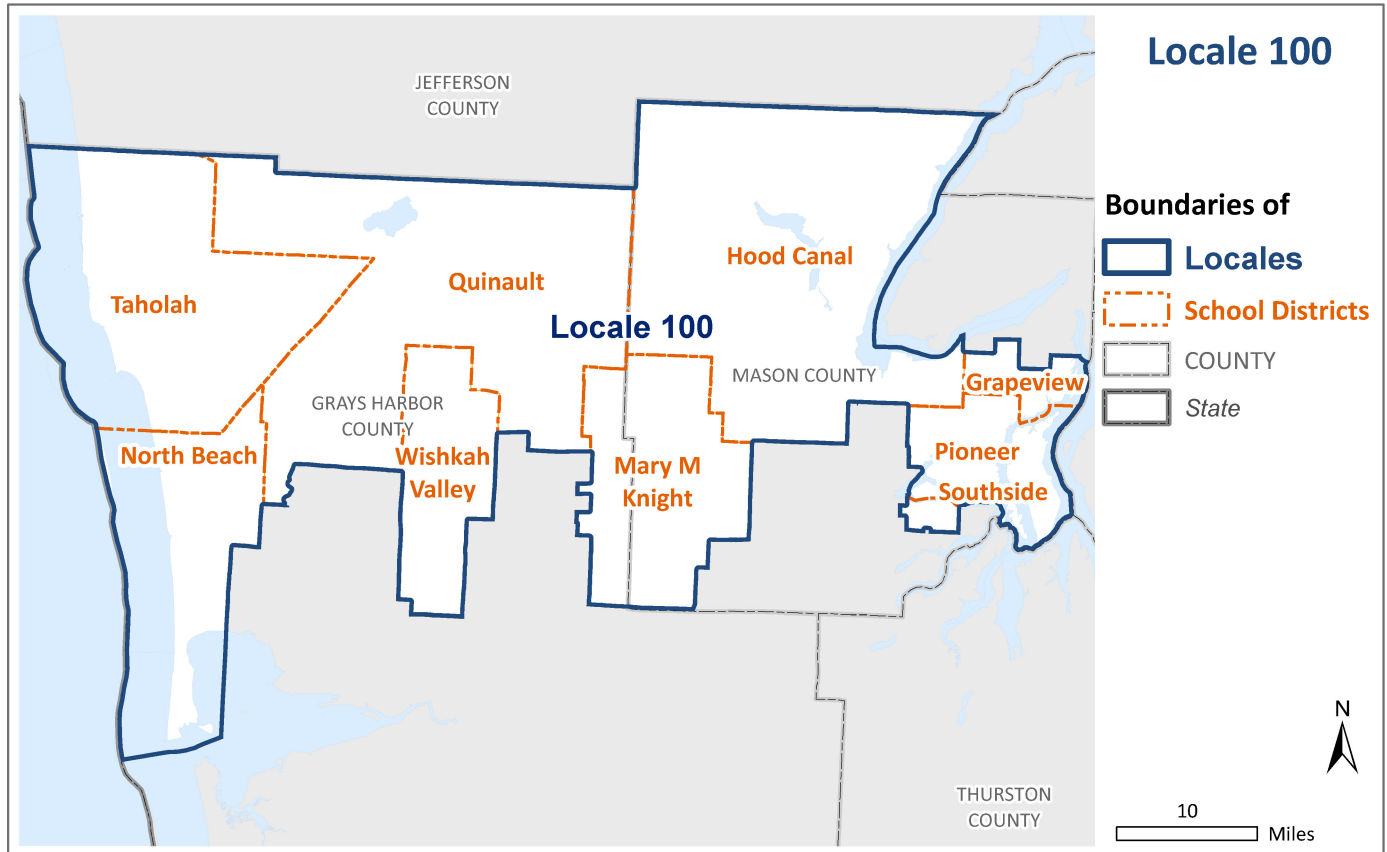 Locale 100
JEFFERSON
COUNTY
Boundaries of
Locales
School Districts
COUNTY
State
Hood Canal
Quinault
Taholah
Locale 100
MASON COUNTY
Grapeview
GRAYS HARBOR
COUNTY
North Beach
Wishkah
Valley
Mary M
Knight
Pioneer
Southside
THURSTON
COUNTY
N
10
Miles